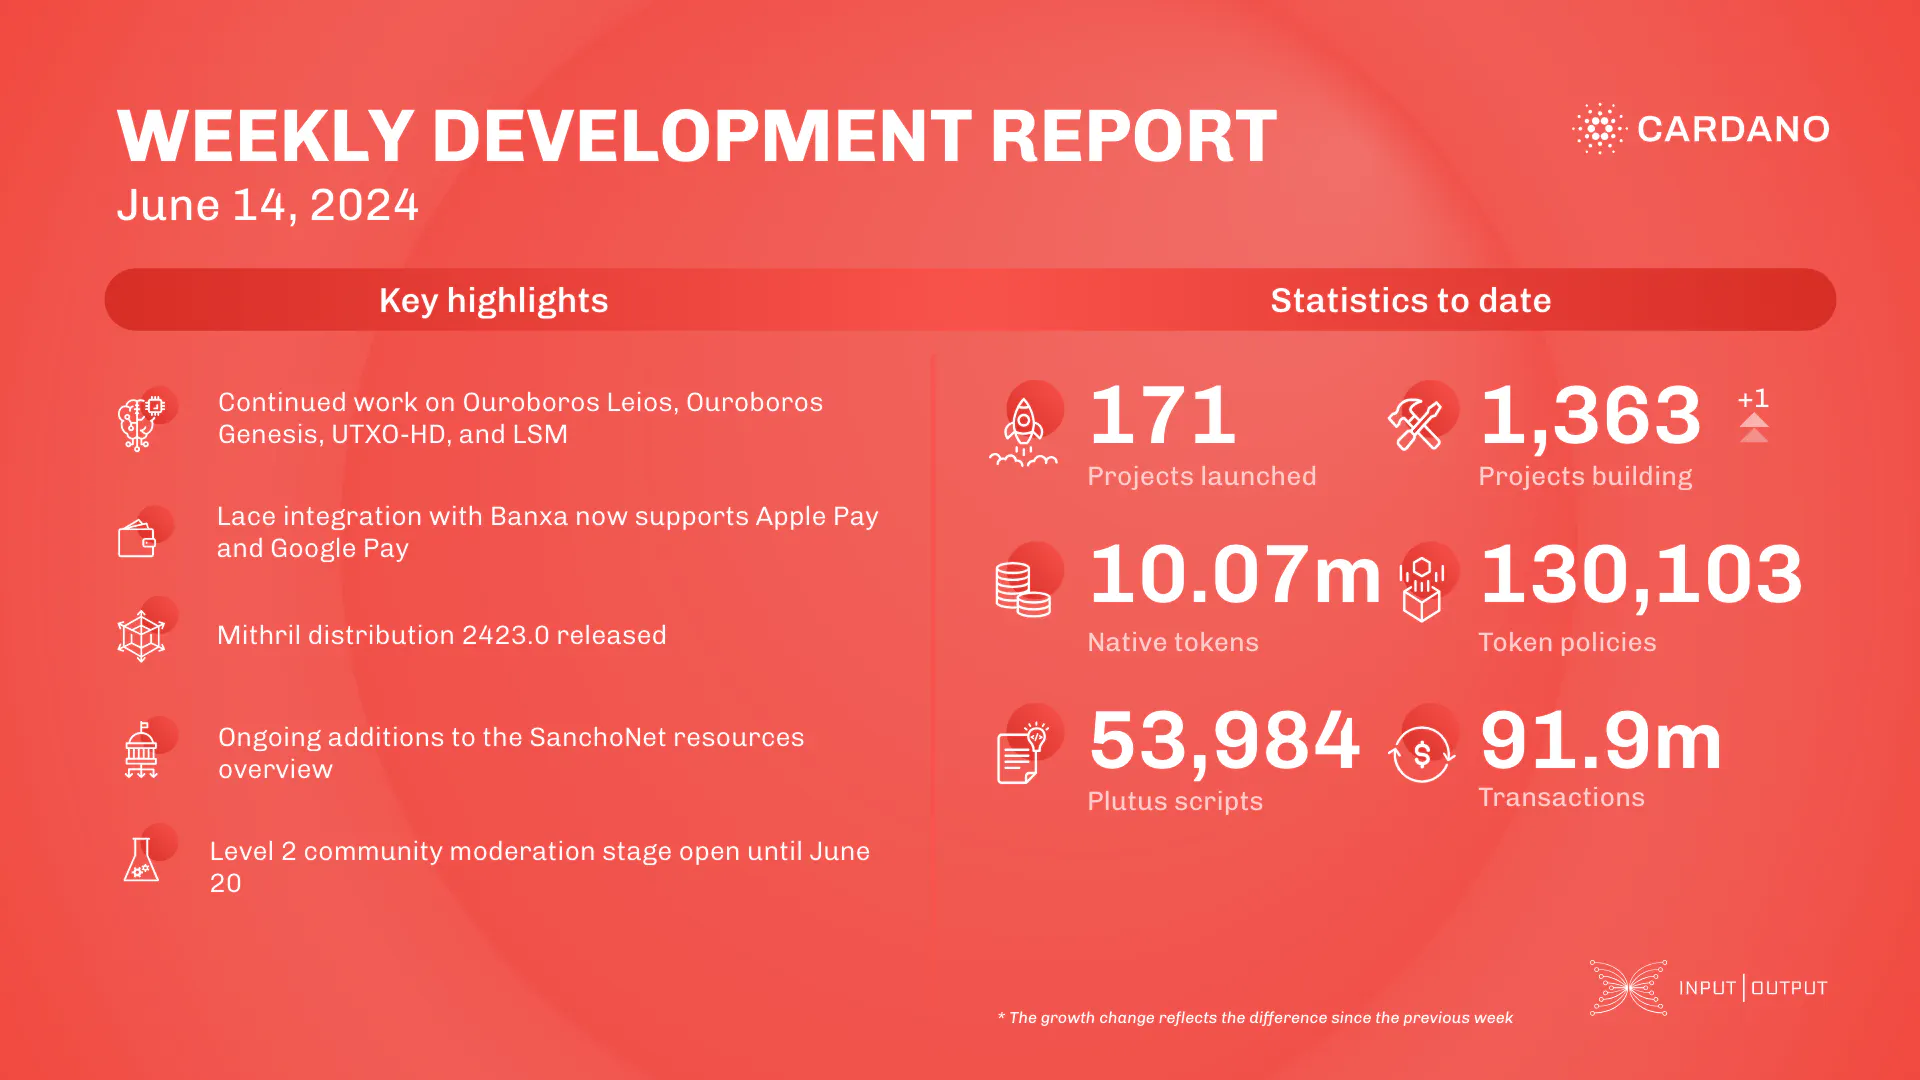 WEEKLY DEVELOPMENT REPORT
June 14, 2024
CARDANO
Key highlights
Statistics to date
Continued work on Ouroboros Leios, Ouroboros
Genesis, UTXO-HD, and LSM
Lace integration with Banxa now supports Apple Pay
and Google Pay
Mithril distribution 2423.0 released
Ongoing additions to the SanchoNet resources
overview
Level 2 community moderation stage open until June
20
171
Projects launched
1,363
+1
Projects building
10.07m
Native tokens
130,103
Token policies
53,984
Plutus scripts
$
91.9m
Transactions
INPUT|OUTPUT
* The growth change reflects the difference since the previous week